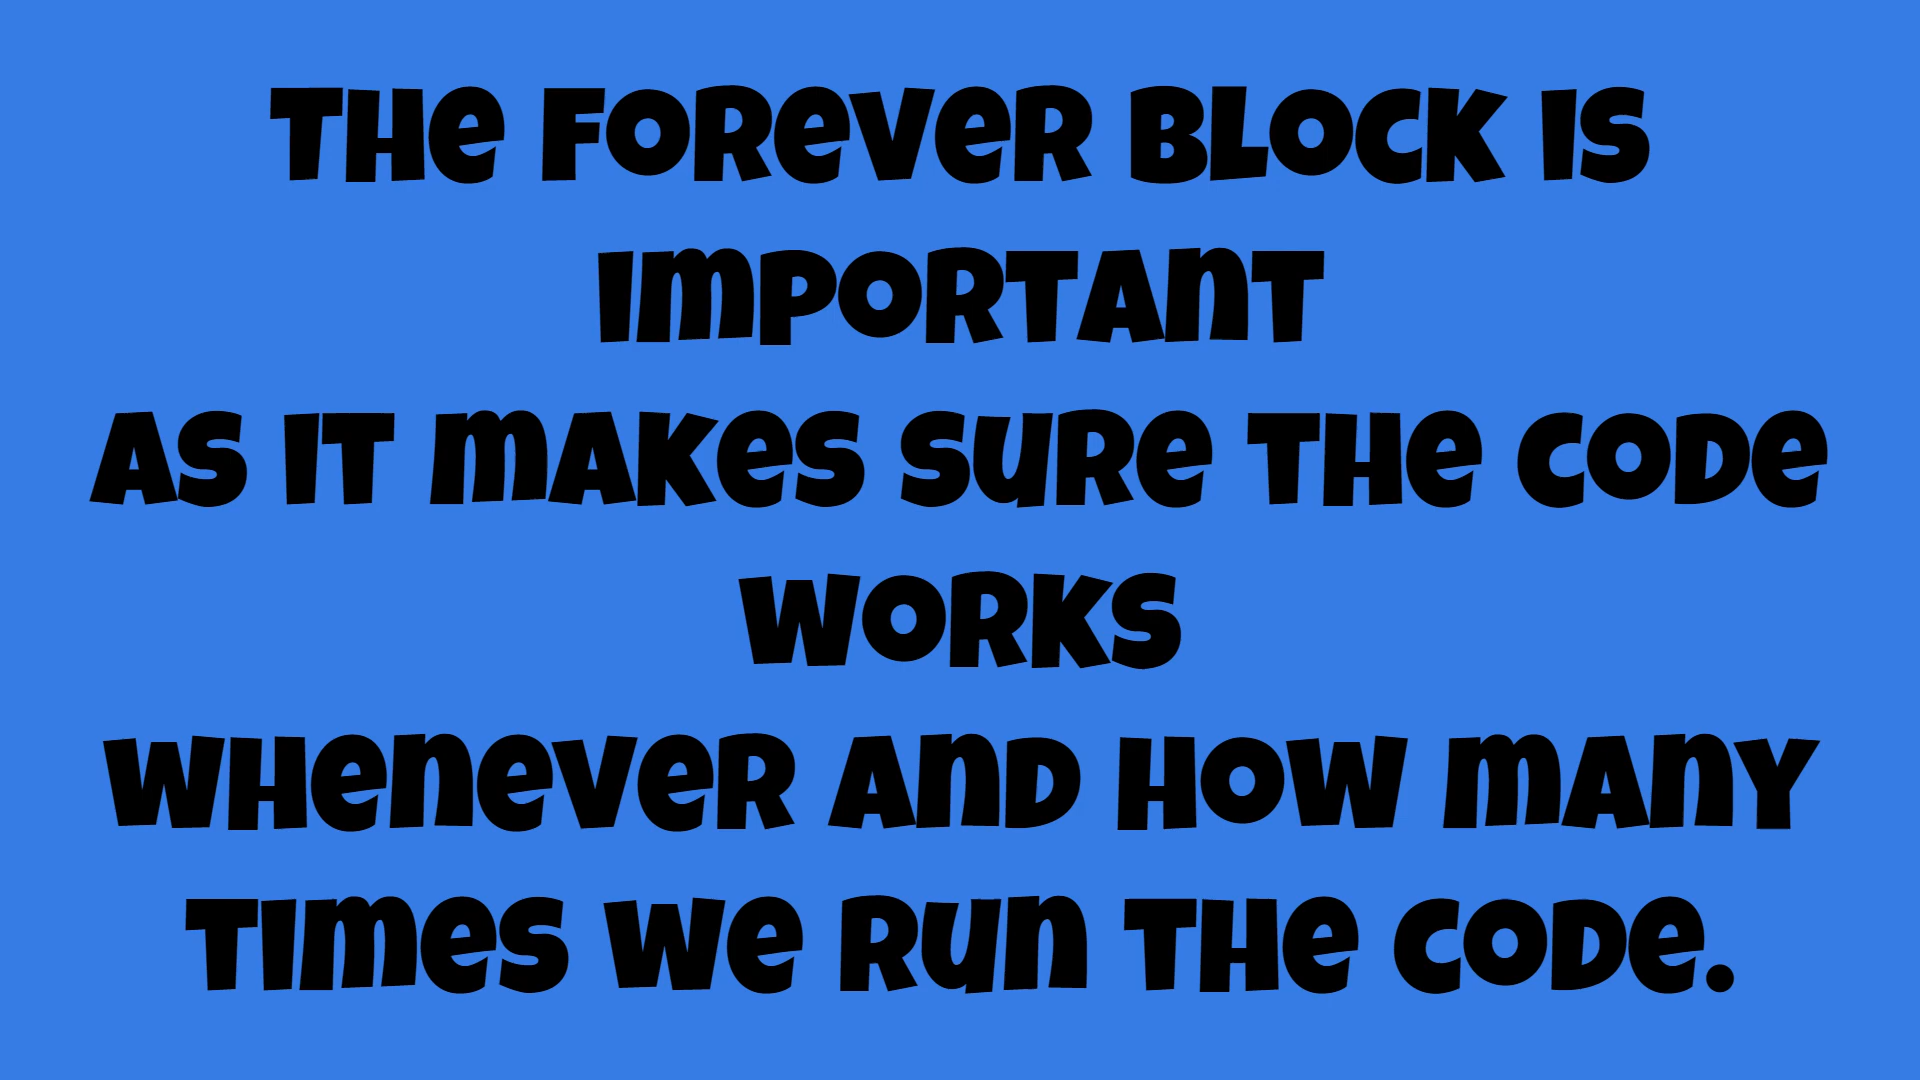 THE FOREVER BLOCK IS
IMPORTANT
AS IT MAKES SURE THE CODE
WORKS
WHENEVER AND HOW MANY
TIMES WE RUN THE CODE.